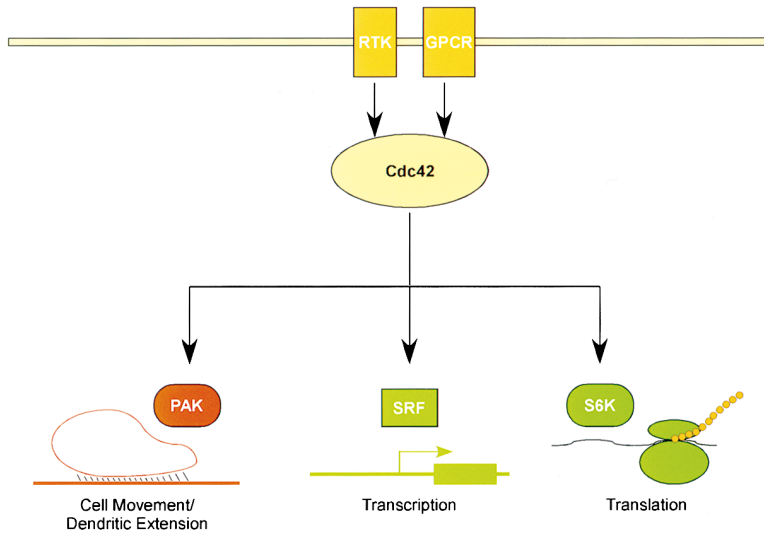 RTK
GPCR
Cdc42
PAK
SRF
S6K
Cell Movement/
Dendritic Extension
Transcription
Translation